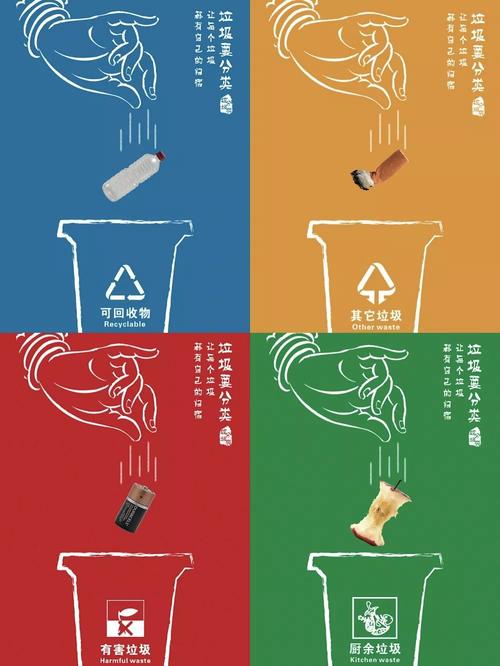 垃圾要分类
让每个垃圾
都有自己的归宿
可回收物
Recyclable
垃圾要分类
让每个垃圾
都有自己的归宿
其它垃圾
Other waste
垃圾要分类
让每个垃圾
都有自己的归宿
DURACELL
有害垃圾
Harmful waste
垃圾要分类
让每个垃圾
都有自己的归宿
厨余垃圾
Kitchen waste